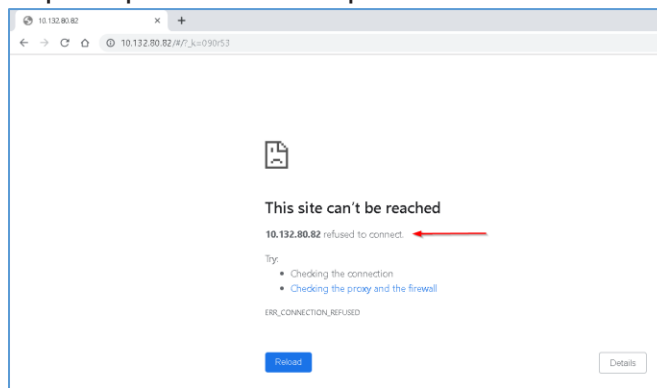 10.132.80.82
10.132.80.82/#/?_k=090r53
This site can't be reached
10.132.80.82 refused to connect.
Try:
Checking the connection
Checking the proxy and the firewall
ERR_CONNECTION_REFUSED
Reload
Details